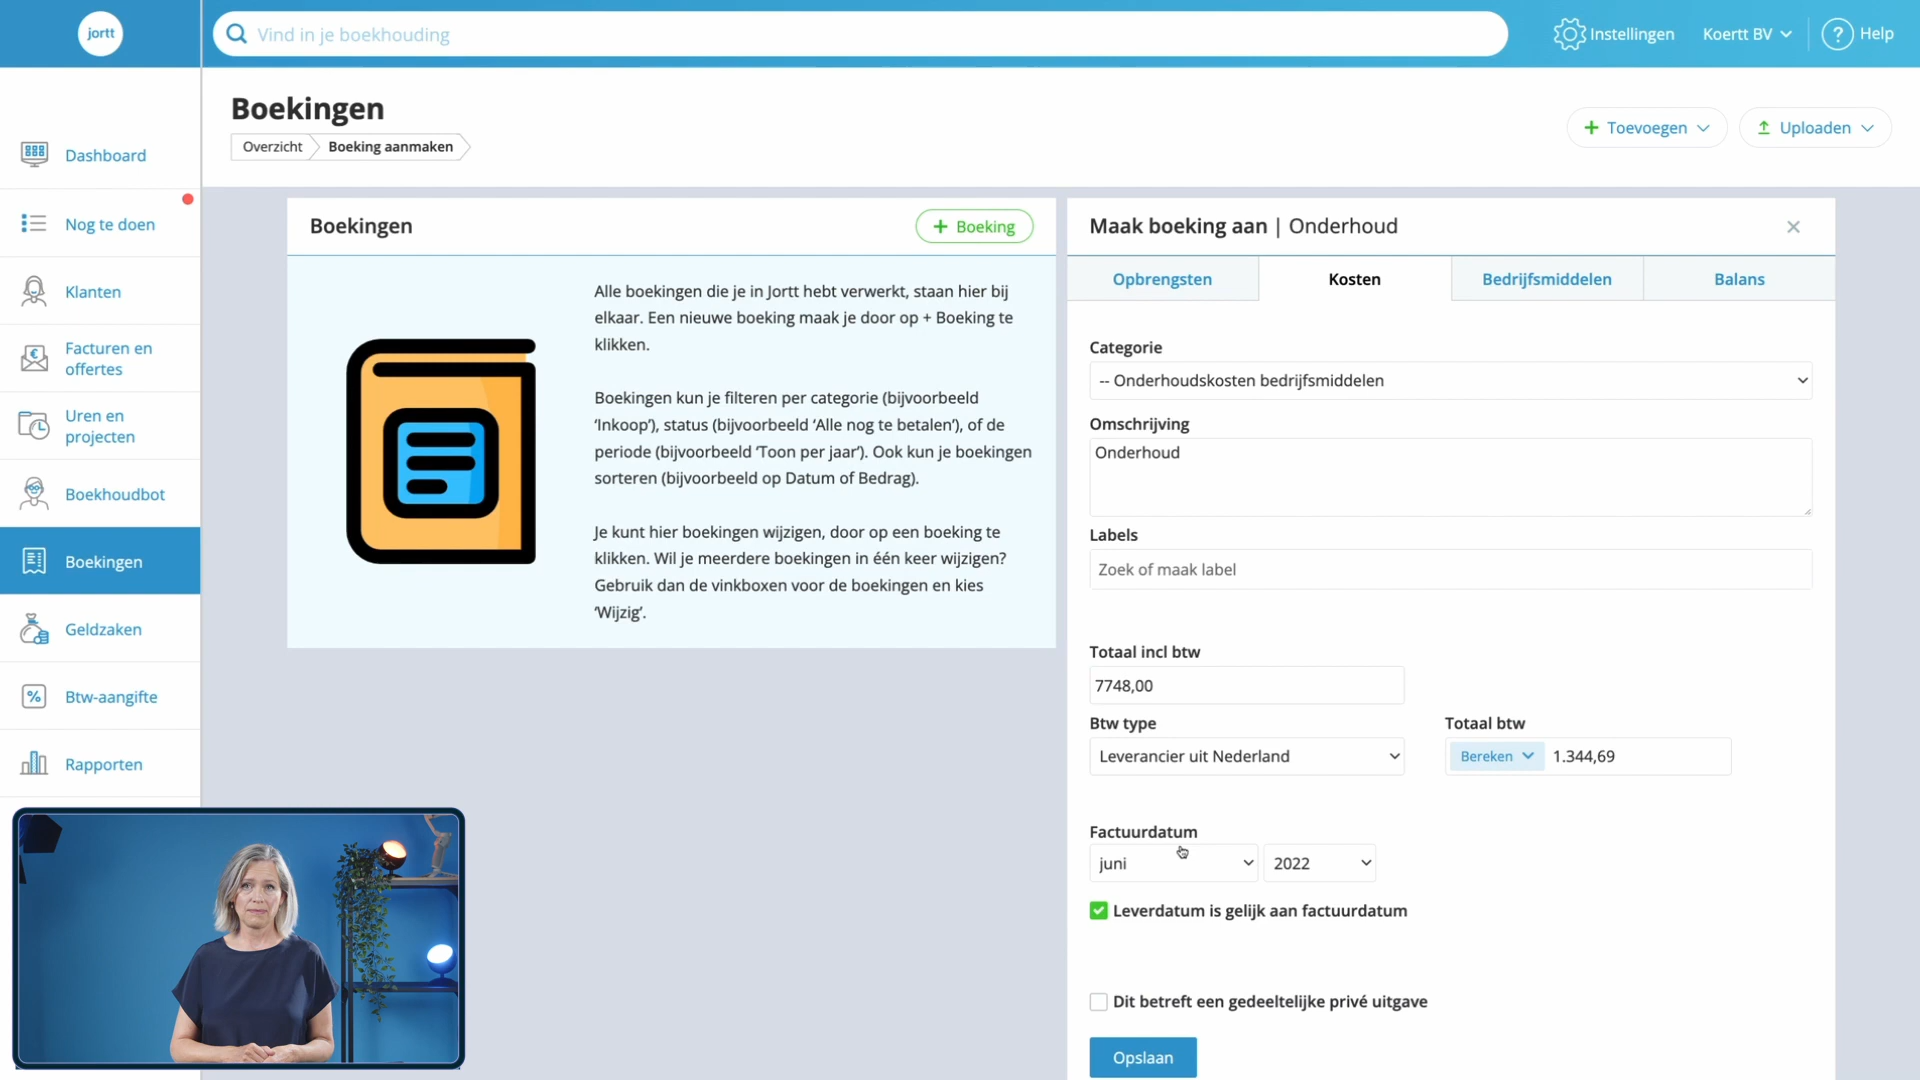 jortt
Vind in je boekhouding
Instellingen
Koertt BV
? Help
Boekingen
Overzicht
Boeking aanmaken
+ Toevoegen
Uploaden
Dashboard
Nog te doen
Klanten
Facturen en
offertes
Uren en
projecten
Boekhoudbot
Boekingen
Geldzaken
Btw-aangifte
Rapporten
Boekingen
+ Boeking
Alle boekingen die je in Jortt hebt verwerkt, staan hier bij
elkaar. Een nieuwe boeking maak je door op + Boeking te
klikken.
Boekingen kun je filteren per categorie (bijvoorbeeld
‘Inkoop’), status (bijvoorbeeld ‘Alle nog te betalen’), of de
periode (bijvoorbeeld ‘Toon per jaar’). Ook kun je boekingen
sorteren (bijvoorbeeld op Datum of Bedrag).
Je kunt hier boekingen wijzigen, door op een boeking te
klikken. Wil je meerdere boekingen in één keer wijzigen?
Gebruik dan de vinkboxen voor de boekingen en kies
‘Wijzig’.
Maak boeking aan | Onderhoud
Opbrengsten
Kosten
Bedrijfsmiddelen
Balans
Categorie
-- Onderhoudskosten bedrijfsmiddelen
Omschrijving
Onderhoud
Labels
Zoek of maak label
Totaal incl btw
7748,00
Btw type
Totaal btw
Leverancier uit Nederland
Bereken
1.344,69
Factuurdatum
juni
2022
Leverdatum is gelijk aan factuurdatum
Dit betreft een gedeeltelijke privé uitgave
Opslaan